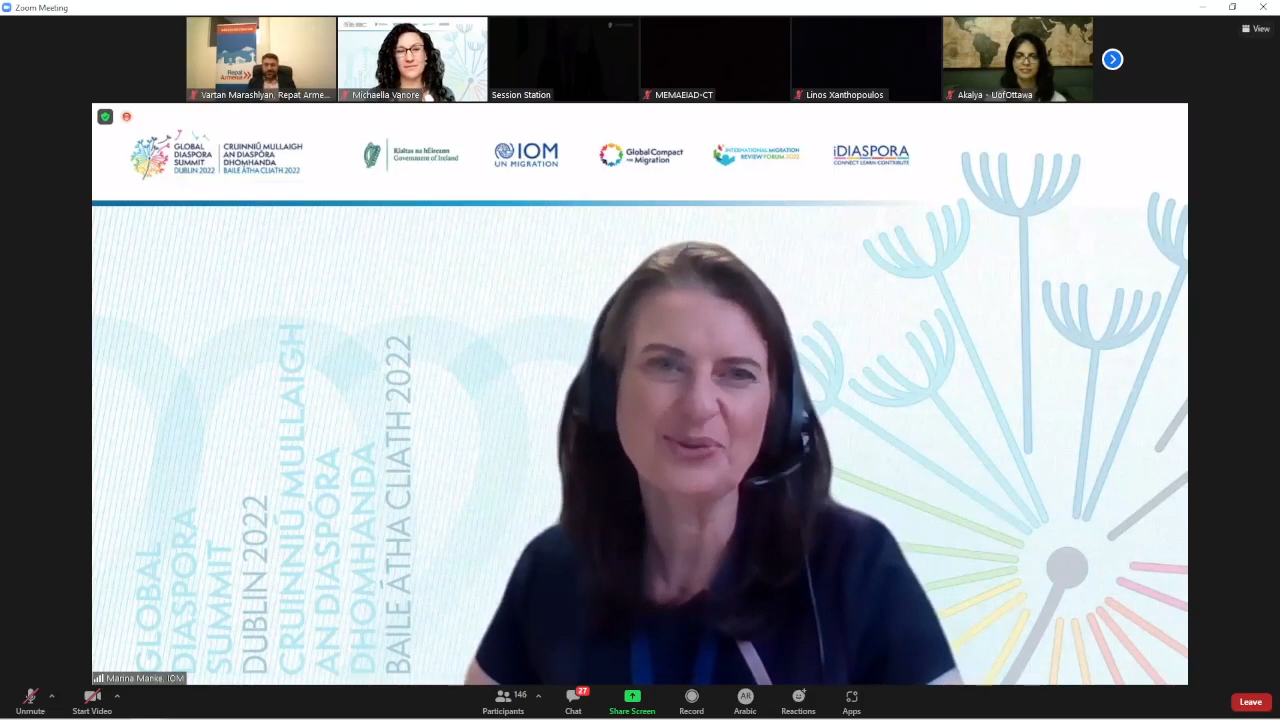 Zoom Meeting
View
Vartan Marashlyan, Repat Arme...
Michaella Vanore
Session Station
MEMAEIAD-CT
Linos Xanthopoulos
Akalya - UofOttawa
Repat
Armenia
GLOBAL
DIASPORA
SUMMIT
DUBLIN 2022
CRUINNIÚ MULLAIGH
AN DIASPÓRA
DHOMHANDA
BAILE ÁTHA CLIATH 2022
Rialtas na hÉireann
Government of Ireland
IOM
UN MIGRATION
Global Compact
for Migration
INTERNATIONAL MIGRATION
REVIEW FORUM 2022
iDIASPORA
CONNECT LEARN CONTRIBUTE
GLOBAL
DIASPORA
SUMMIT
DUBLIN 2022
CRUINNIÚ MULLAIGH
AN DIASPÓRA
DHOMHANDA
BAILE ÁTHA CLIATH 2022
Marina Manke, IOM
Unmute
Start Video
146
Participants
27
Chat
Share Screen
Record
AR
Arabic
Reactions
Apps
Leave